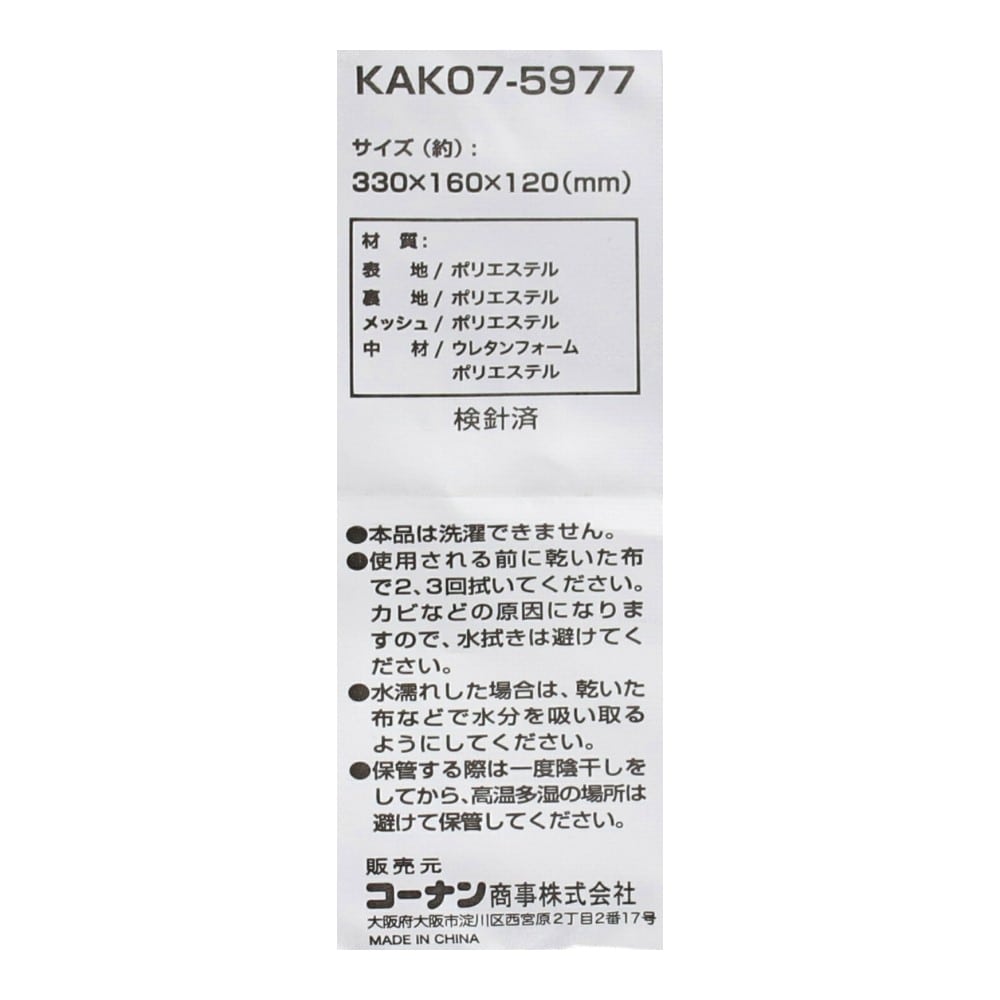 KAK07-5977
サイズ（約）:
330×160×120(mm)
材 質:
表 地/ポリエステル
裏 地/ポリエステル
メッシュ/ポリエステル
中 材/ウレタンフォーム
ポリエステル
検針済
●本品は洗濯できません。
●使用される前に乾いた布
で2、3回拭いてください。
カビなどの原因になりま
すので、水拭きは避けてく
ださい。
●水濡れした場合は、乾いた
布などで水分を吸い取る
ようにしてください。
●保管する際は一度陰干しを
してから、高温多湿の場所は
避けて保管してください。
販売元
コーナン商事株式会社
大阪府大阪市淀川区西宮原2丁目2番17号
MADE IN CHINA